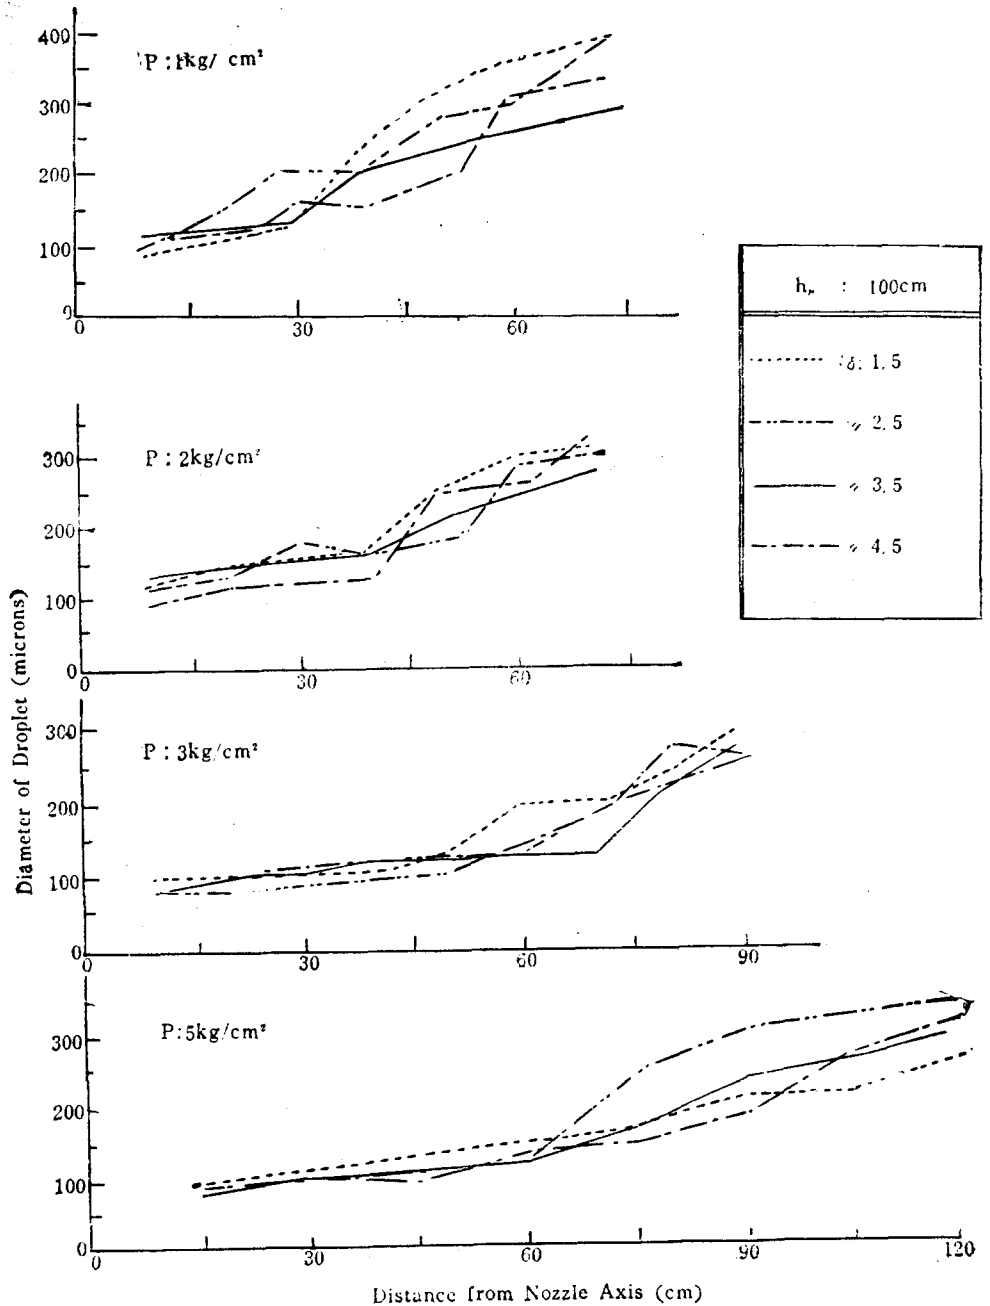 400
P : 1kg/ cm²
300
200
100
0
0 30 60
h : 100cm
δ: 1.5
〃 2.5
〃 3.5
〃 4.5
P : 2kg/cm²
300
200
100
0
0 30 60
Diameter of Droplet (microns)
P : 3kg/cm²
300
200
100
0
0 30 60 90
P:5kg/cm²
300
200
100
0
0 30 60 90 120
Distance from Nozzle Axis (cm)